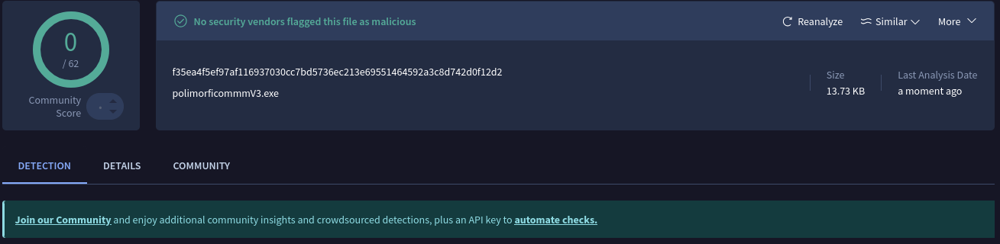 0
/ 62
Community
Score
No security vendors flagged this file as malicious
Reanalyze
Similar
More
f35ea4f5ef97af116937030cc7bd5736ec213e69551464592a3c8d742d0f12d2
polimorficommmV3.exe
Size
13.73 KB
Last Analysis Date
a moment ago
DETECTION
DETAILS
COMMUNITY
Join our Community and enjoy additional community insights and crowdsourced detections, plus an API key to automate checks.